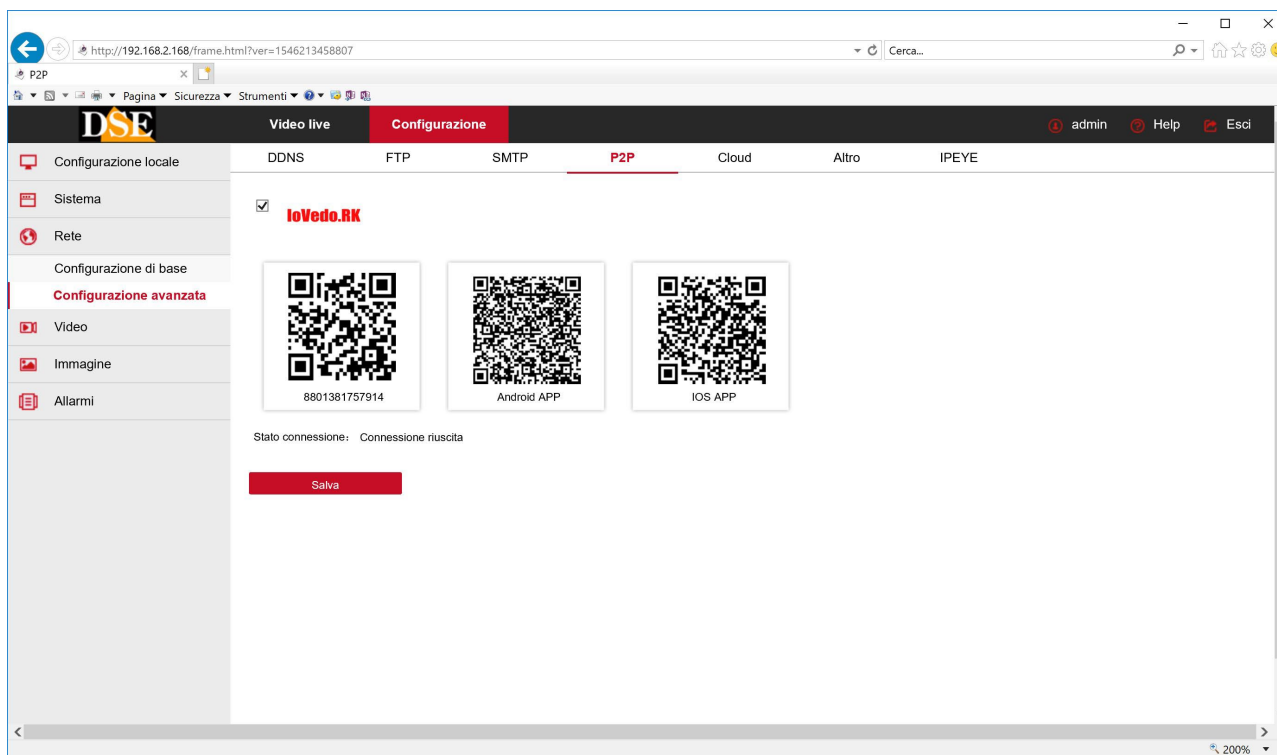 http://192.168.2.168/frame.html?ver=1546213458807
Cerca...
P2P
Pagina Sicurezza Strumenti
DSE Video live Configurazione admin Help Esci
Configurazione locale
Sistema
Rete
Configurazione di base
Configurazione avanzata
Video
Immagine
Allarmi
DDNS FTP SMTP P2P Cloud Altro IPEYE
IoVedo.RK
8801381757914 Android APP IOS APP
Stato connessione: Connessione riuscita
Salva
200%